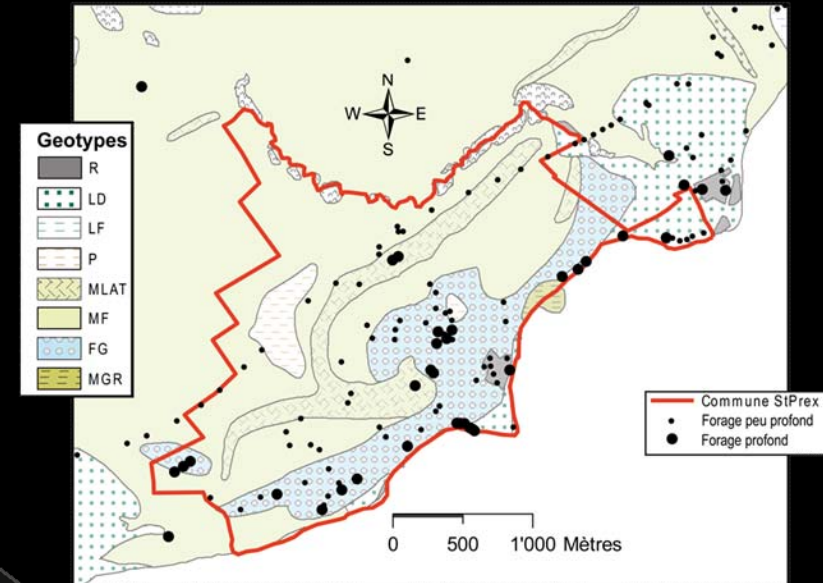 N
W E
S
Geotypes
R
LD
LF
P
MLAT
MF
FG
MGR
Commune StPrex
Forage peu profond
Forage profond
0 500 1'000 Mètres